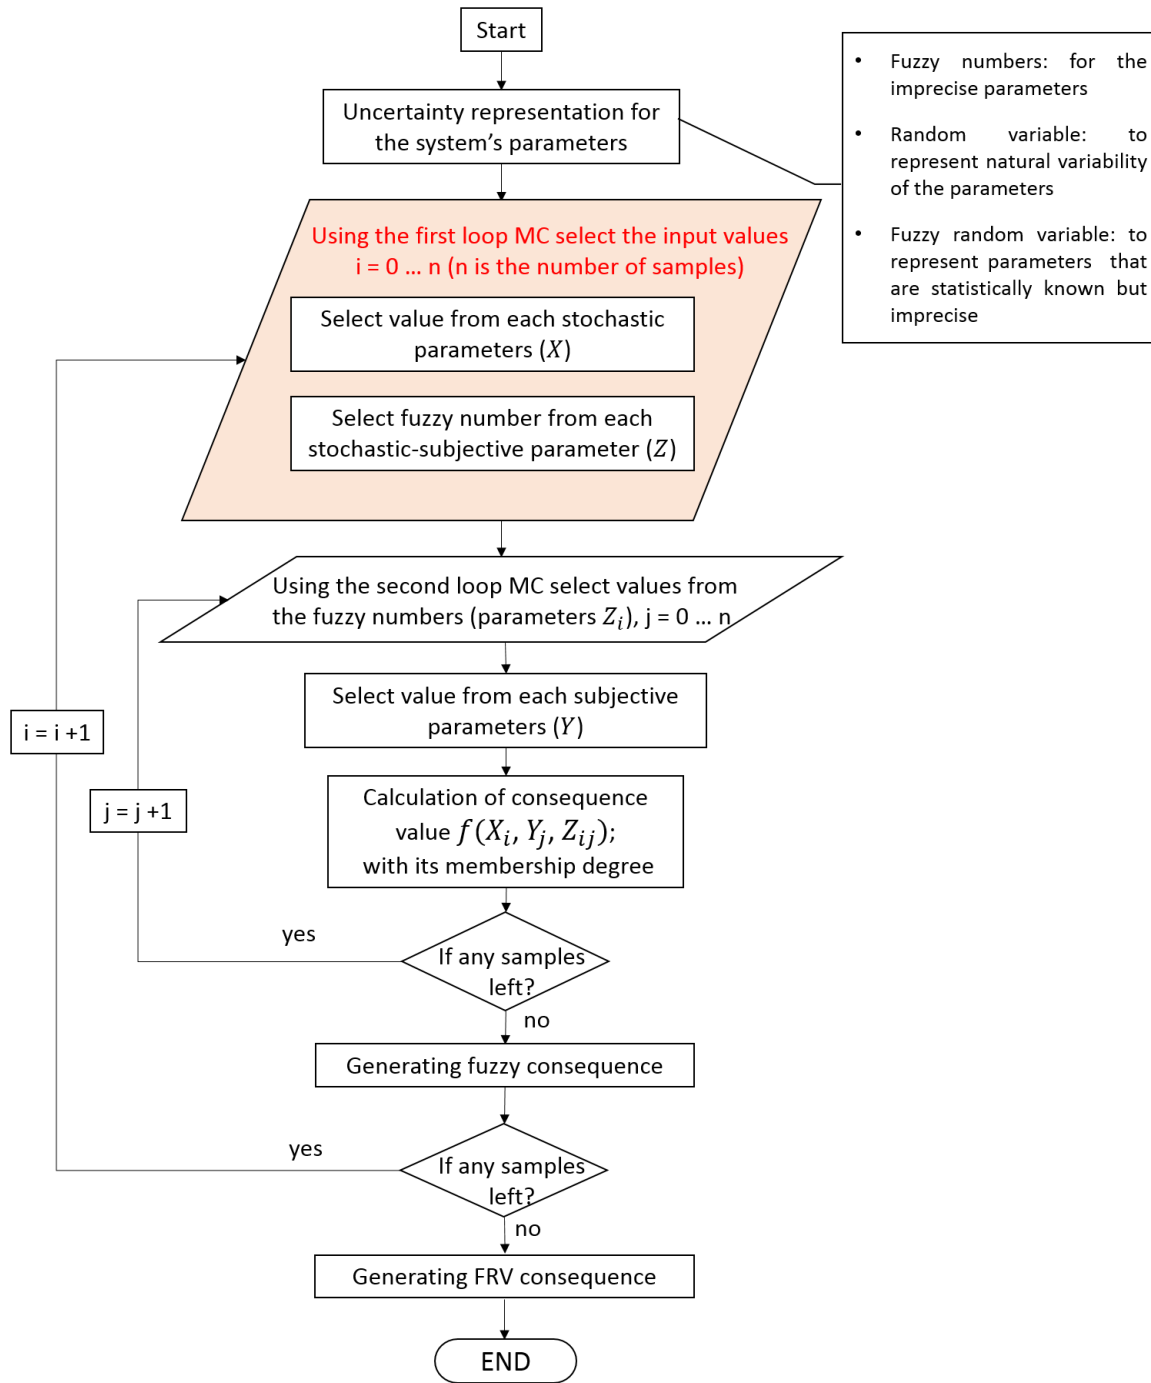 Start
Uncertainty representation for
the system's parameters
• Fuzzy numbers: for the
imprecise parameters
• Random variable: to
represent natural variability
of the parameters
• Fuzzy random variable: to
represent parameters that
are statistically known but
imprecise
Using the first loop MC select the input values
i = 0 ... n (n is the number of samples)
Select value from each stochastic
parameters (X)
Select fuzzy number from each
stochastic-subjective parameter (Z)
Using the second loop MC select values from
the fuzzy numbers (parameters Z_i), j = 0 ... n
Select value from each subjective
parameters (Y)
i = i +1
j = j +1
Calculation of consequence
value f(X_i, Y_j, Z_ij);
with its membership degree
yes
If any samples
left?
no
Generating fuzzy consequence
yes
If any samples
left?
no
Generating FRV consequence
END